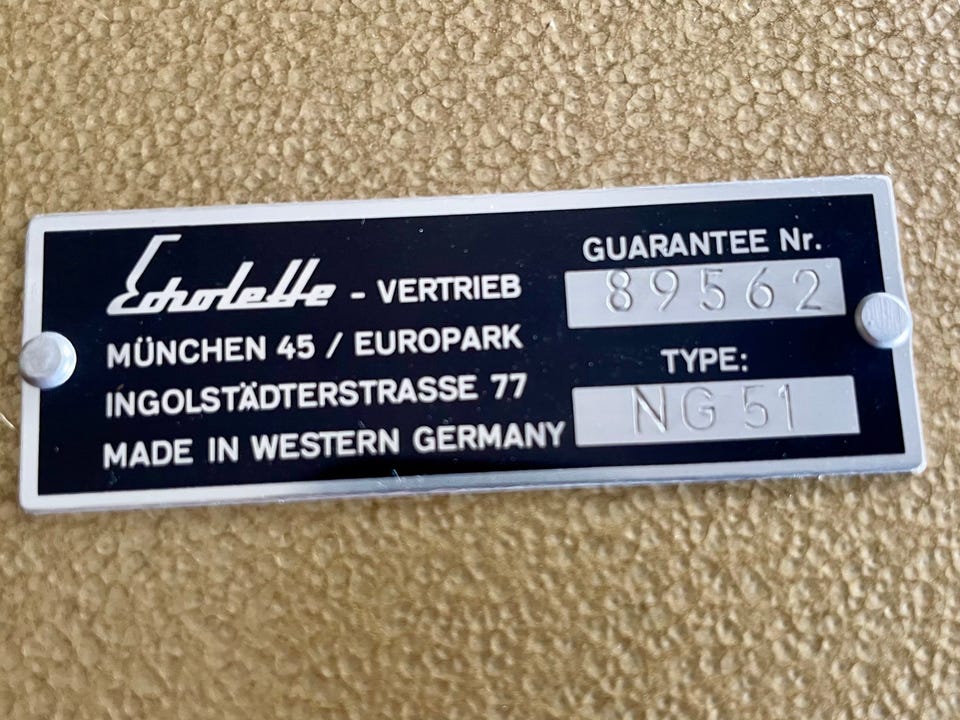 Echolette - VERTRIEB
MÜNCHEN 45 / EUROPARK
INGOLSTÄDTERSTRASSE 77
MADE IN WESTERN GERMANY
GUARANTEE Nr.
89562
TYPE:
NG 51